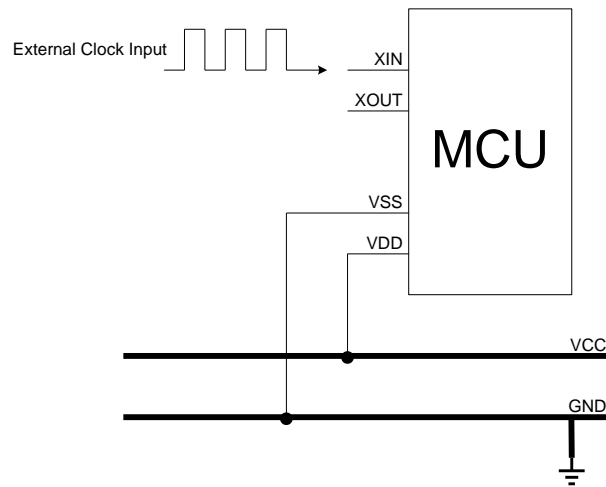 External Clock Input
XIN
XOUT
MCU
VSS
VDD
VCC
GND